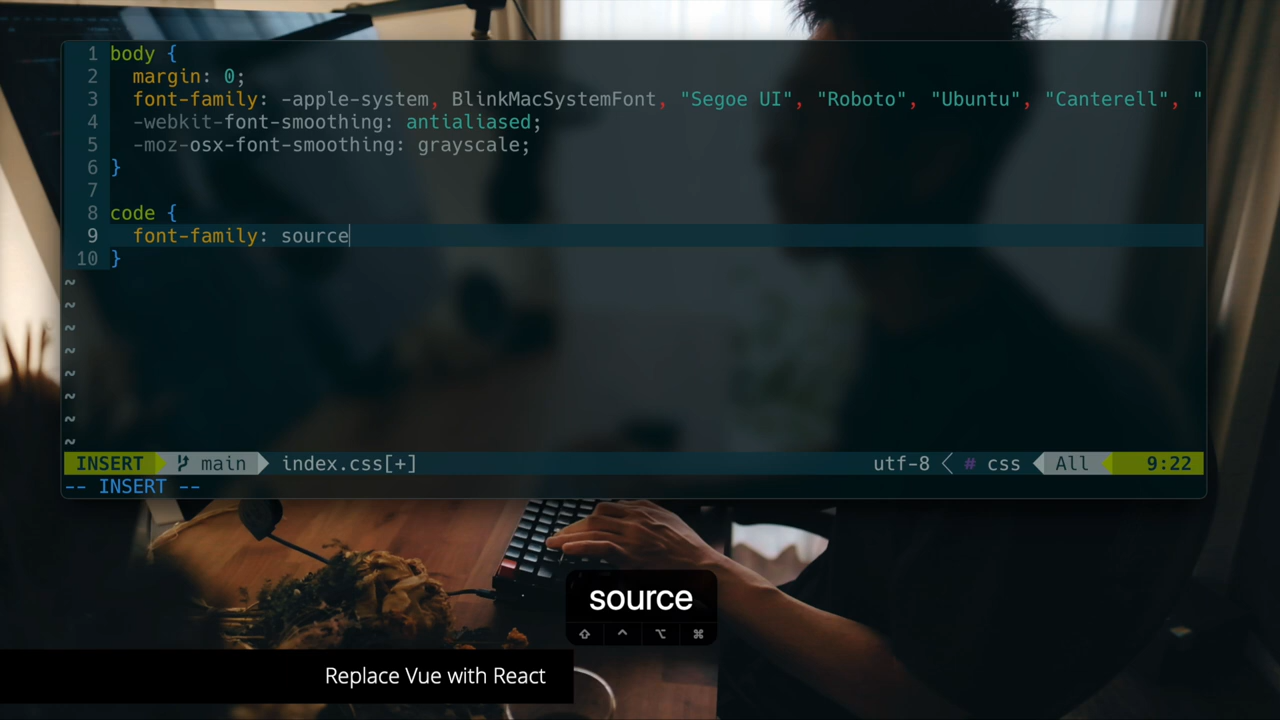 1 body {
2 margin: 0;
3 font-family: -apple-system, BlinkMacSystemFont, "Segoe UI", "Roboto", "Ubuntu", "Canterell", "
4 -webkit-font-smoothing: antialiased;
5 -moz-osx-font-smoothing: grayscale;
6 }
7
8 code {
9 font-family: source
10 }
~
~
~
~
~
~
~
~
INSERT main index.css[+] utf-8 # css All 9:22
-- INSERT --
source
⇧ ⌃ ⌥ ⌘
Replace Vue with React